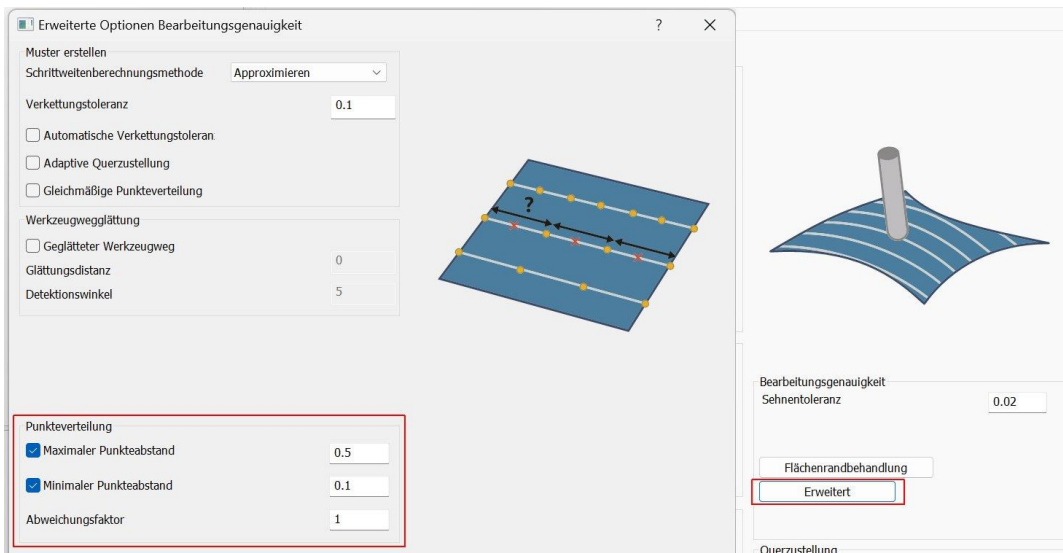 Erweiterte Optionen Bearbeitungsgenauigkeit
?
Muster erstellen
Schrittweitenberechnungsmethode Approximieren
Verkettungstoleranz 0.1
Automatische Verkettungstoleran
Adaptive Querzustellung
Gleichmäßige Punkteverteilung
Werkzeugwegglättung
Geglätteter Werkzeugweg
Glättungsdistanz 0
Detektionswinkel 5
?
Punkteverteilung
Maximaler Punkteabstand 0.5
Minimaler Punkteabstand 0.1
Abweichungsfaktor 1
Bearbeitungsgenauigkeit
Sehnentoleranz 0.02
Flächenrandbehandlung
Erweitert
Querzustellung